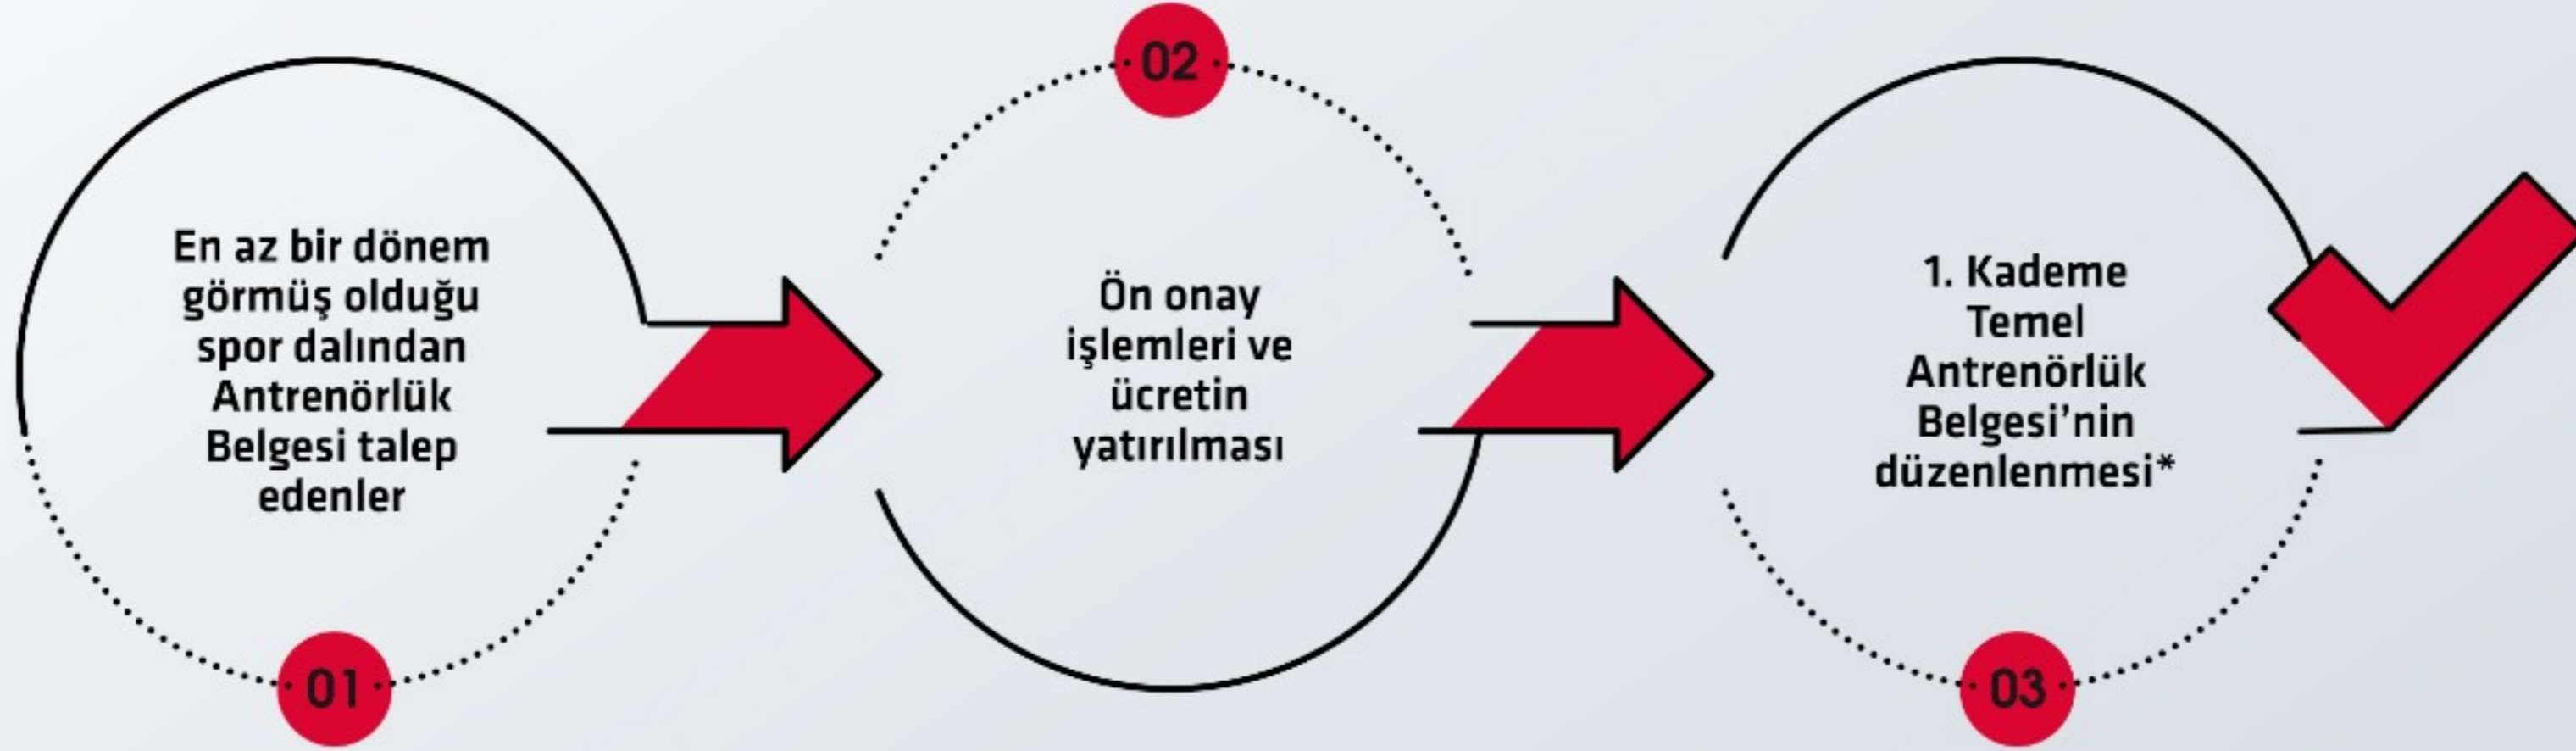 En az bir dönem
görmüş olduğu
spor dalından
Antrenörlük
Belgesi talep
edenler
01
02
Ön onay
işlemleri ve
ücretin
yatırılması
1. Kademe
Temel
Antrenörlük
Belgesi’nin
düzenlenmesi*
03